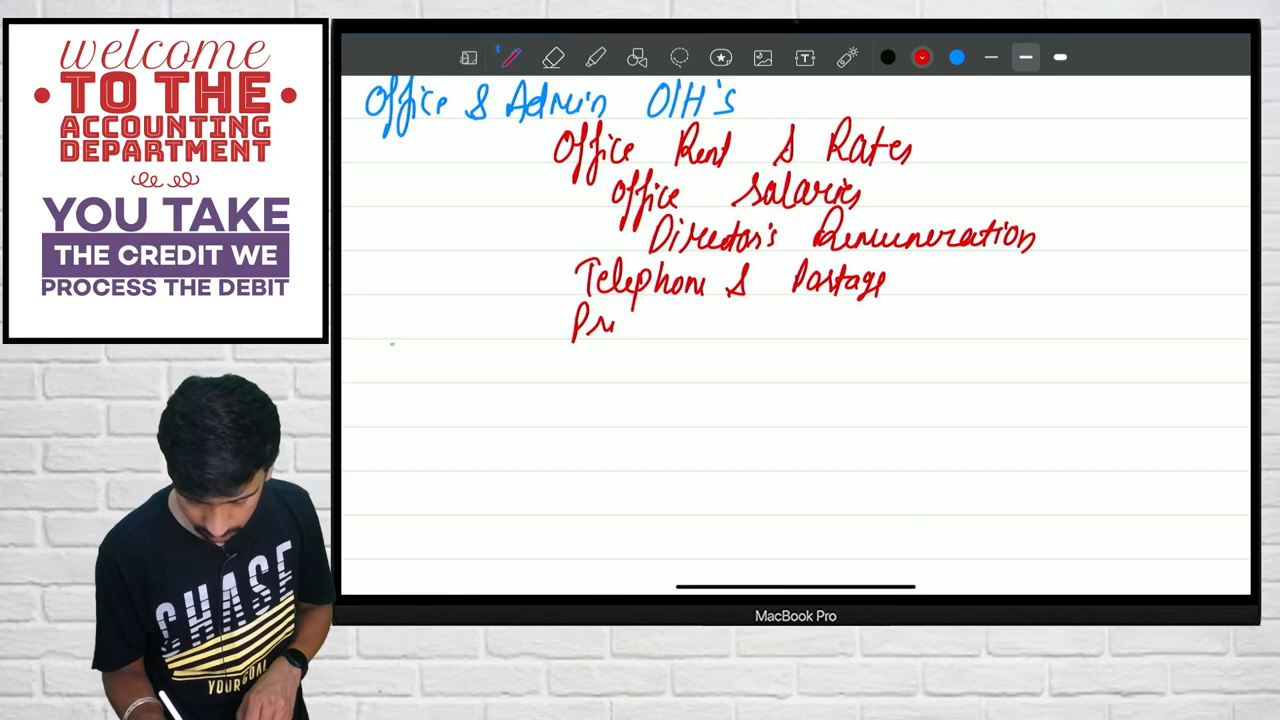 welcome
TO THE
ACCOUNTING
DEPARTMENT
YOU TAKE
THE CREDIT WE
PROCESS THE DEBIT
Office & Admin O/H's
Office Rent & Rates
Office Salaries
Director's Remuneration
Telephone & Postage
Pr
MacBook Pro
CHASE
YOUR GOAL